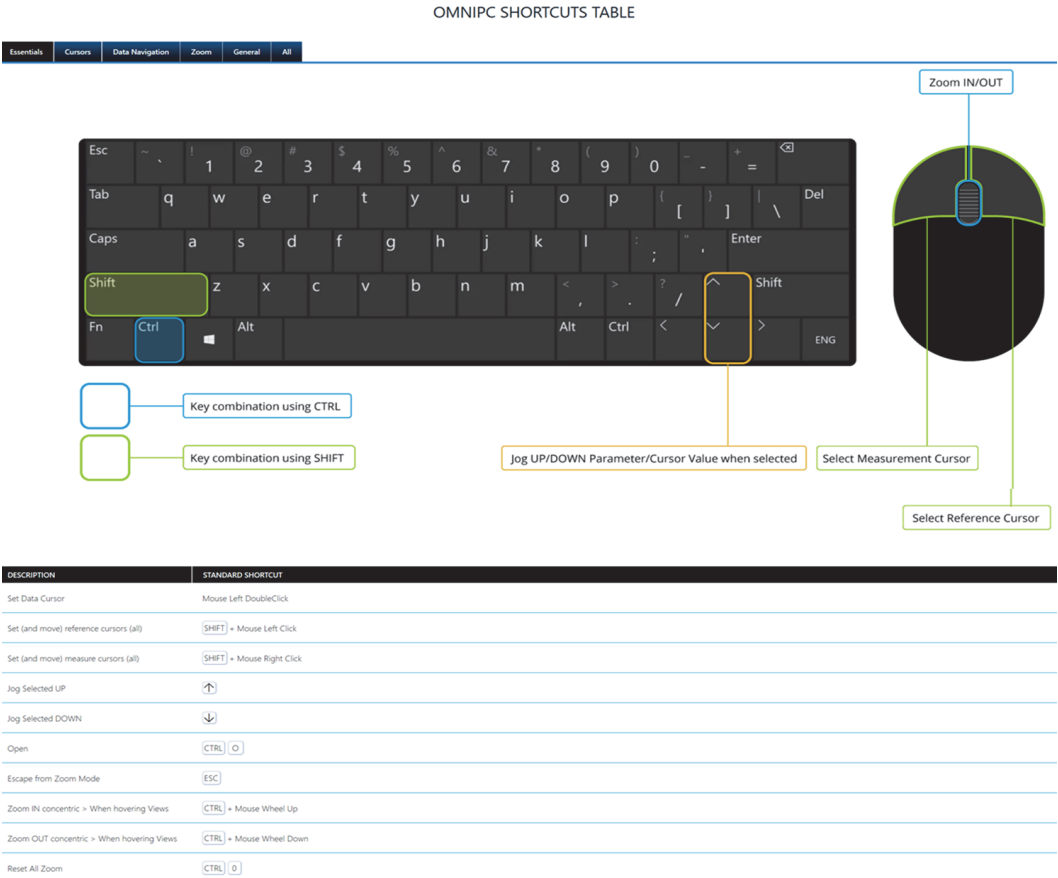 OMNIPC SHORTCUTS TABLE
Essentials Cursors Data Navigation Zoom General All
Zoom IN/OUT
Esc ~ ` ! 1 @ 2 # 3 $ 4 % 5 ^ 6 & 7 * 8 ( 9 ) 0 _ - + =
Tab q w e r t y u i o p { [ } ] | \ Del
Caps a s d f g h j k l : ; " ' Enter
Shift z x c v b n m < , > . ? / Shift
Fn Ctrl Alt Alt Ctrl ENG
Key combination using CTRL
Key combination using SHIFT
Jog UP/DOWN Parameter/Cursor Value when selected
Select Measurement Cursor
Select Reference Cursor
DESCRIPTION STANDARD SHORTCUT
Set Data Cursor Mouse Left DoubleClick
Set (and move) reference cursors (all) SHIFT + Mouse Left Click
Set (and move) measure cursors (all) SHIFT + Mouse Right Click
Jog Selected UP ↑
Jog Selected DOWN ↓
Open CTRL O
Escape from Zoom Mode ESC
Zoom IN concentric > When hovering Views CTRL + Mouse Wheel Up
Zoom OUT concentric > When hovering Views CTRL + Mouse Wheel Down
Reset All Zoom CTRL 0